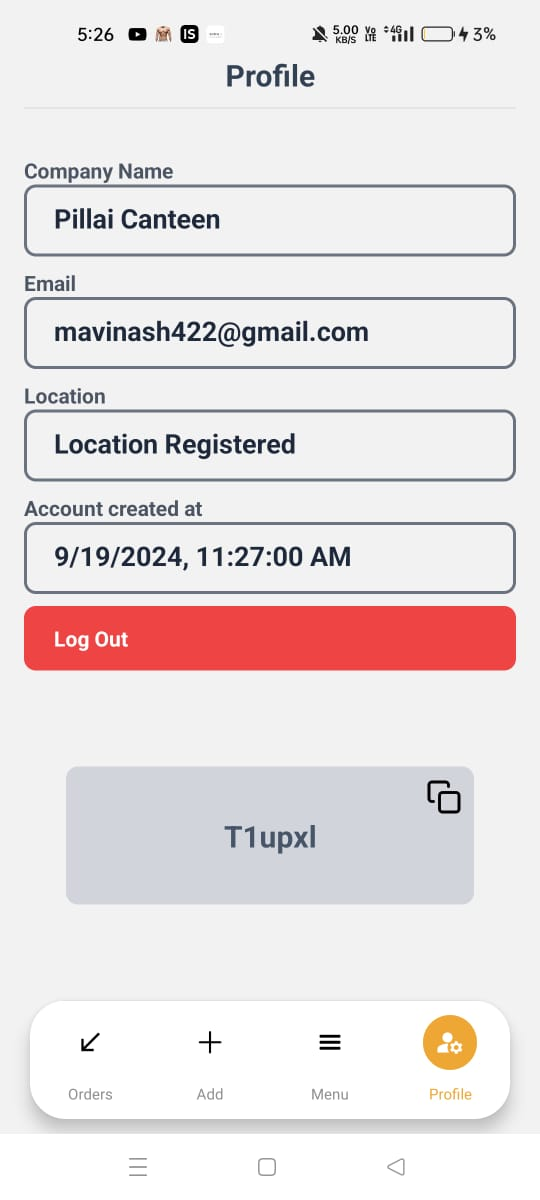 5:26 IS 5.00 KB/S Vo LTE 4G 3%
Profile
Company Name
Pillai Canteen
Email
mavinash422@gmail.com
Location
Location Registered
Account created at
9/19/2024, 11:27:00 AM
Log Out
T1upxl
Orders Add Menu Profile